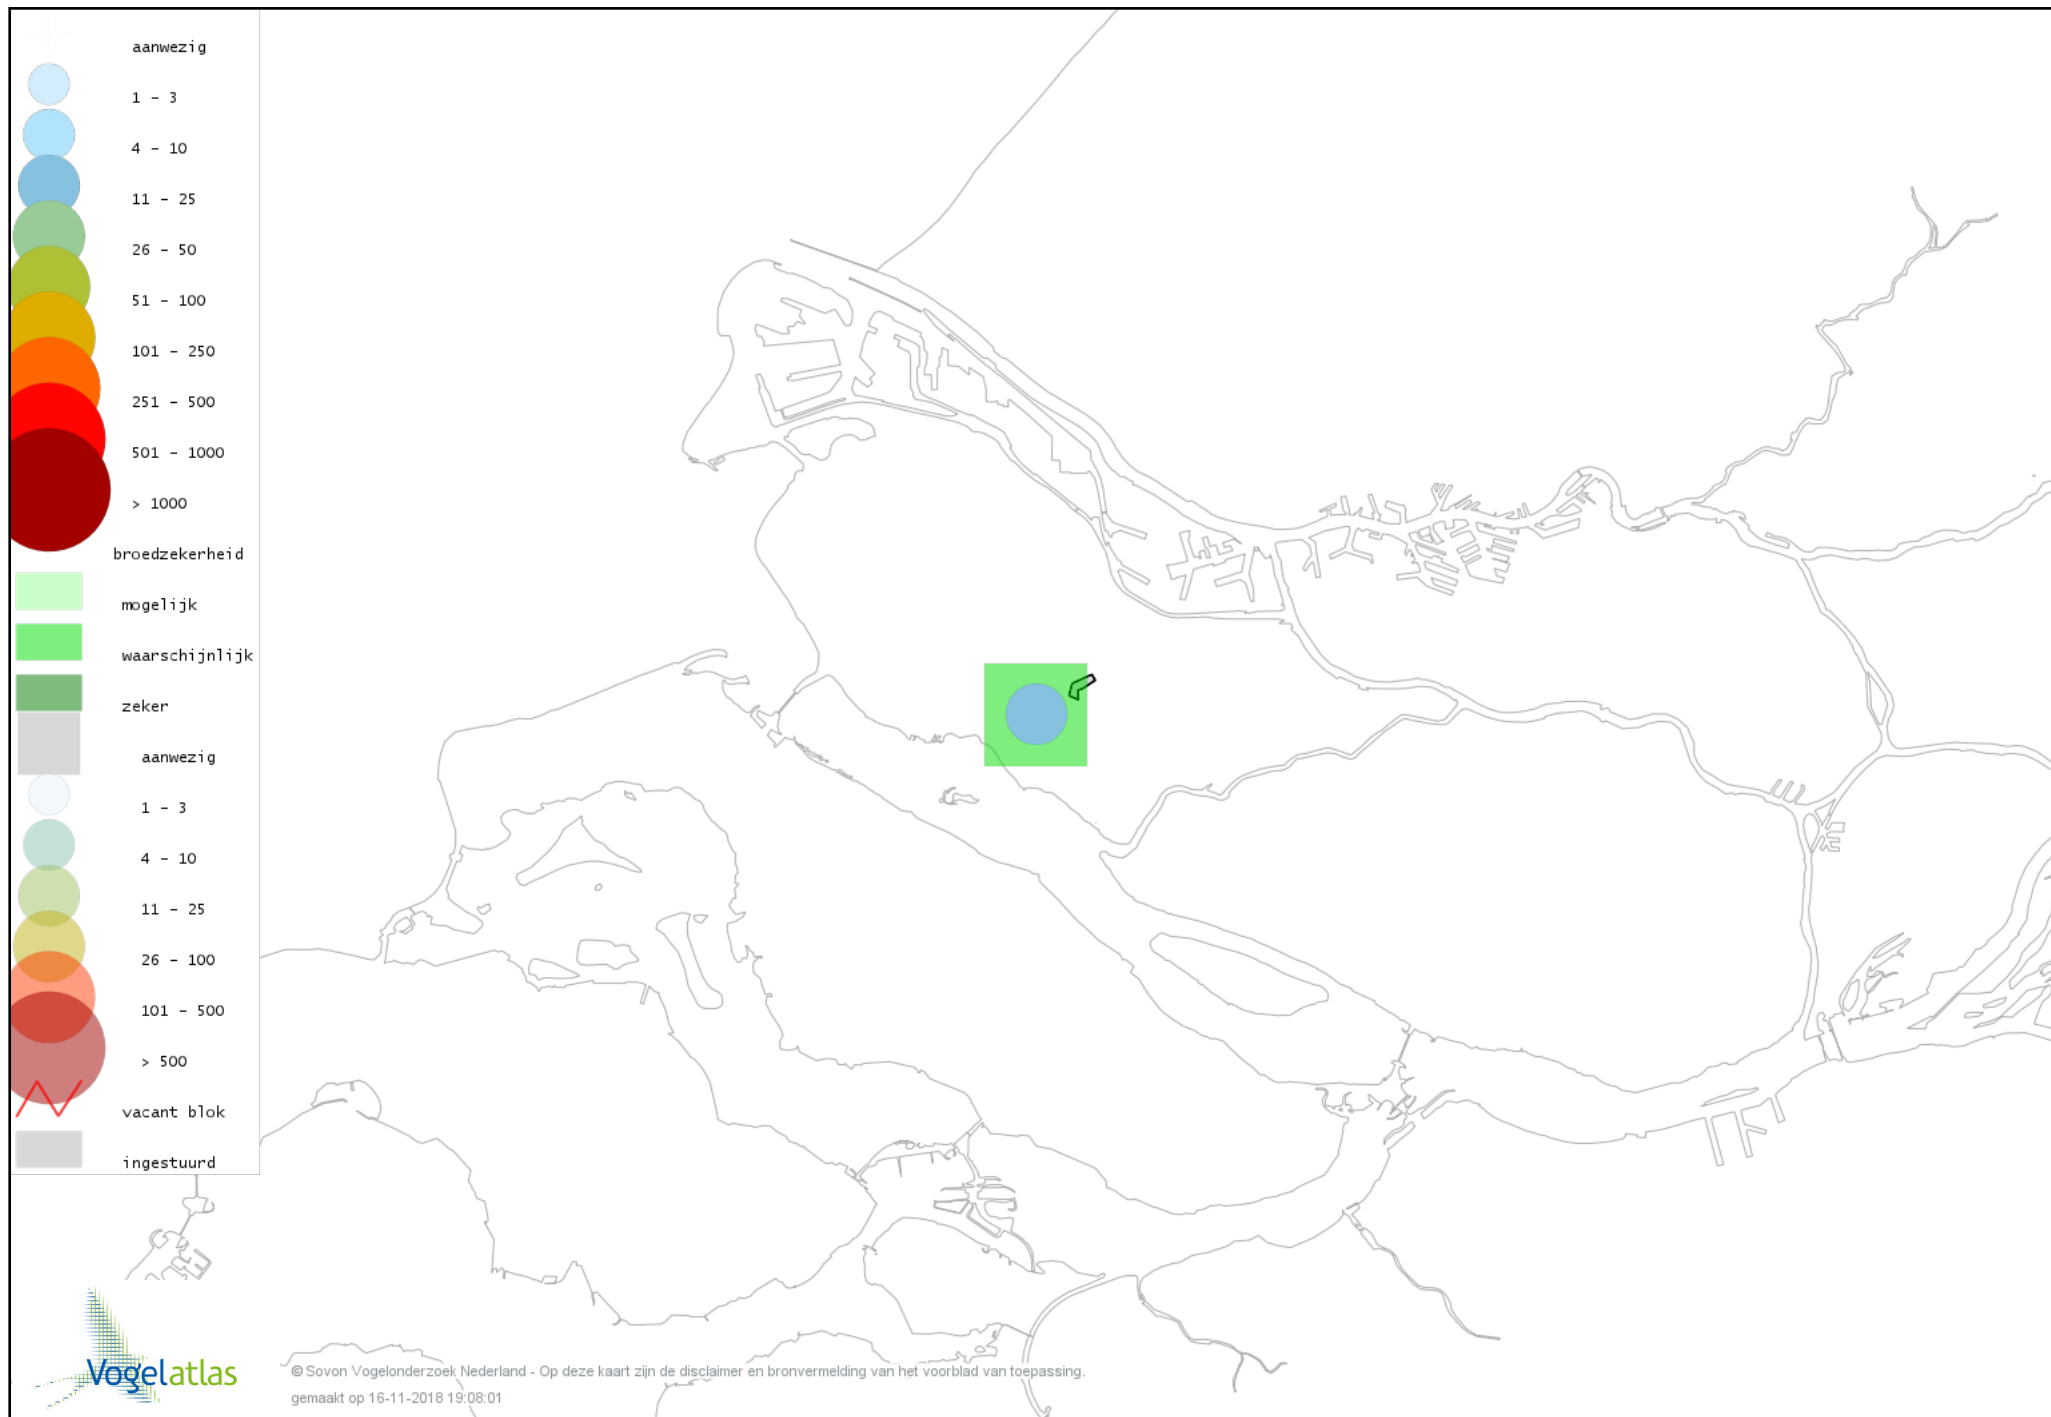 aanwezig
1 - 3
4 - 10
11 - 25
26 - 50
51 - 100
101 - 250
251 - 500
501 - 1000
> 1000
broedzekerheid
mogelijk
waarschijnlijk
zeker
aanwezig
1 - 3
4 - 10
11 - 25
26 - 100
101 - 500
> 500
vacant blok
ingestuurd
Vogelatlas
© Sovon Vogelonderzoek Nederland - Op deze kaart zijn de disclaimer en bronvermelding van het voorblad van toepassing.
gemaakt op 16-11-2018 19:08:01